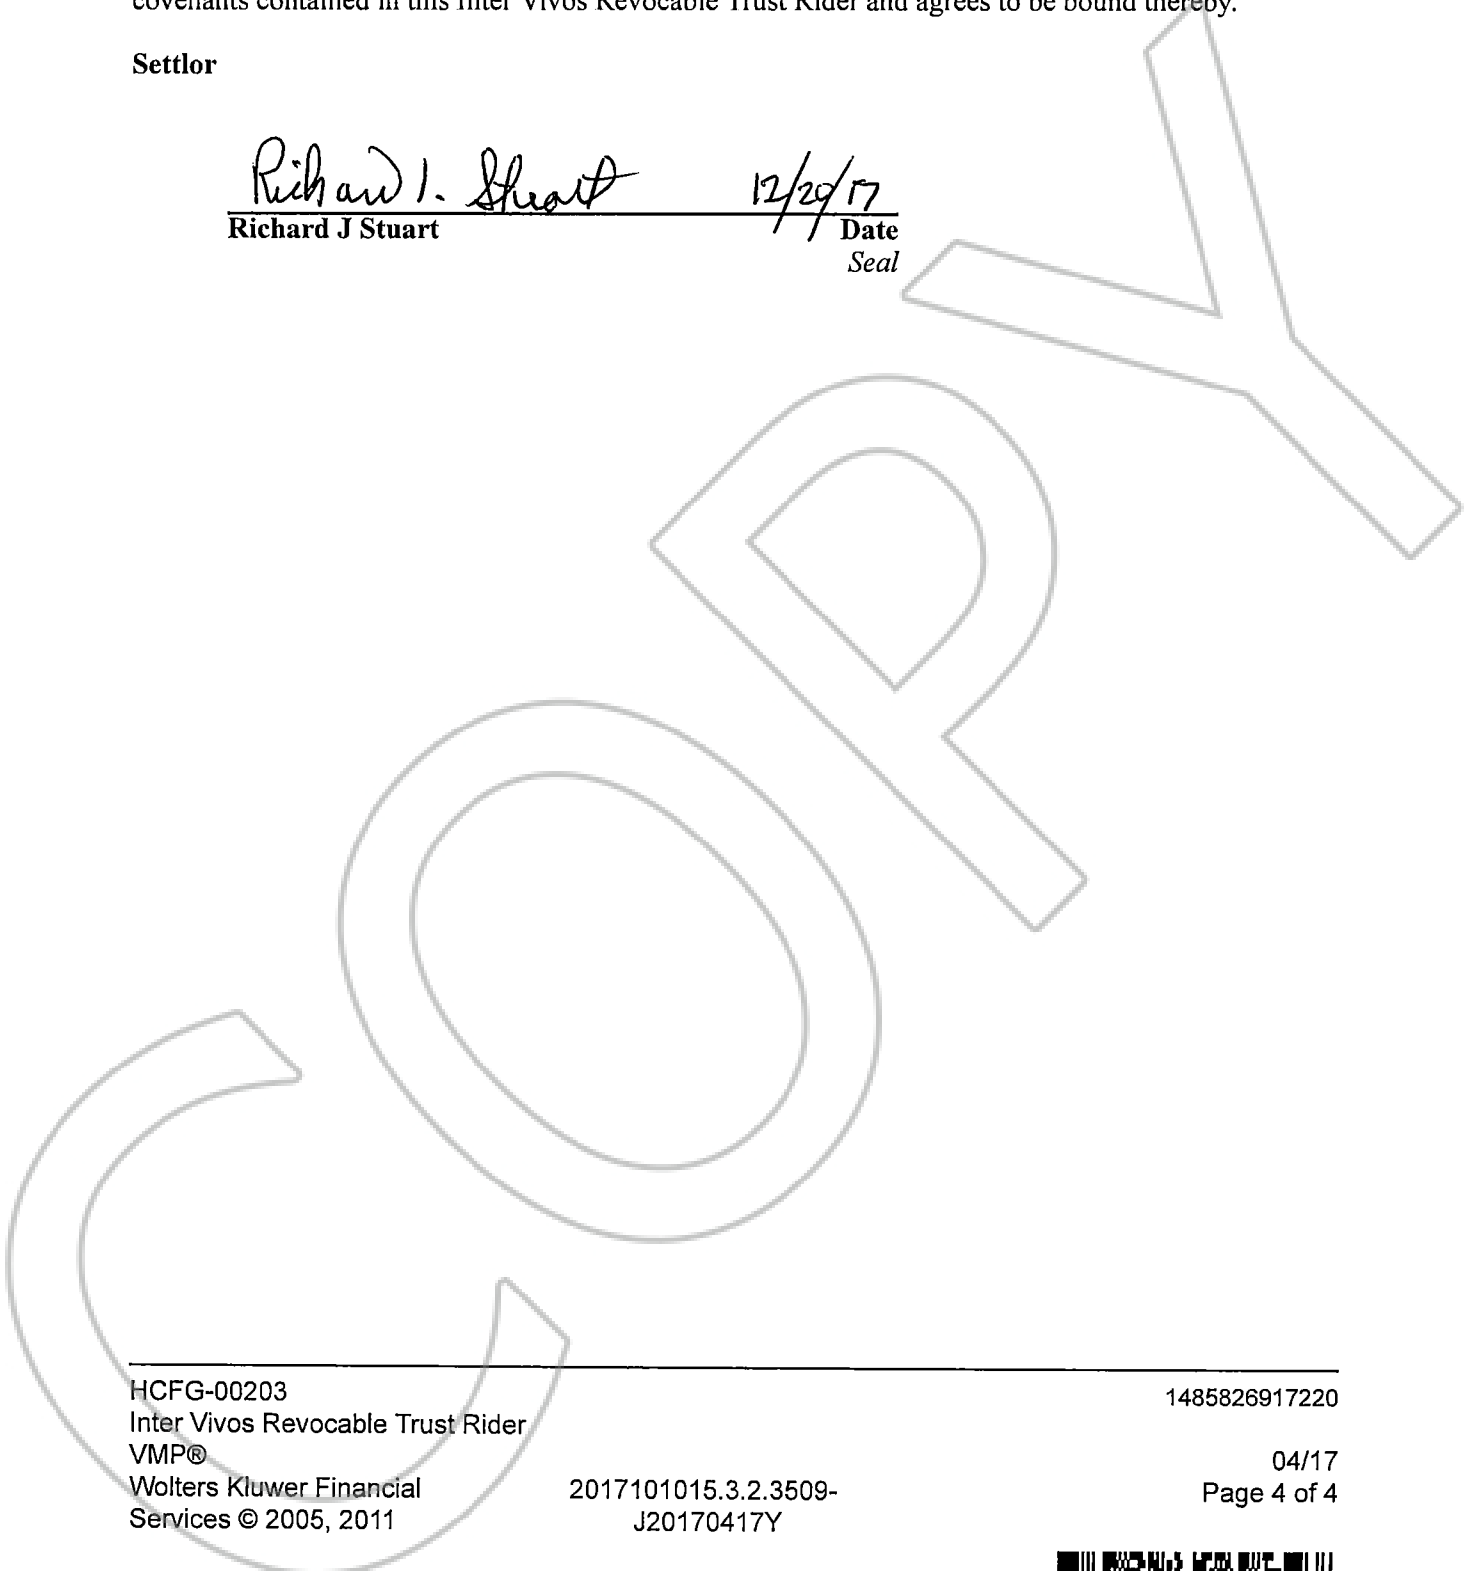 covenants contained in this Inter Vivos Revocable Trust Rider and agrees to be bound thereby.
Settlor
Richard J. Stuart 12/20/17
Richard J Stuart Date
Seal
COPY
HCFG-00203 1485826917220
Inter Vivos Revocable Trust Rider
VMP® 04/17
Wolters Kluwer Financial 2017101015.3.2.3509- Page 4 of 4
Services © 2005, 2011 J20170417Y